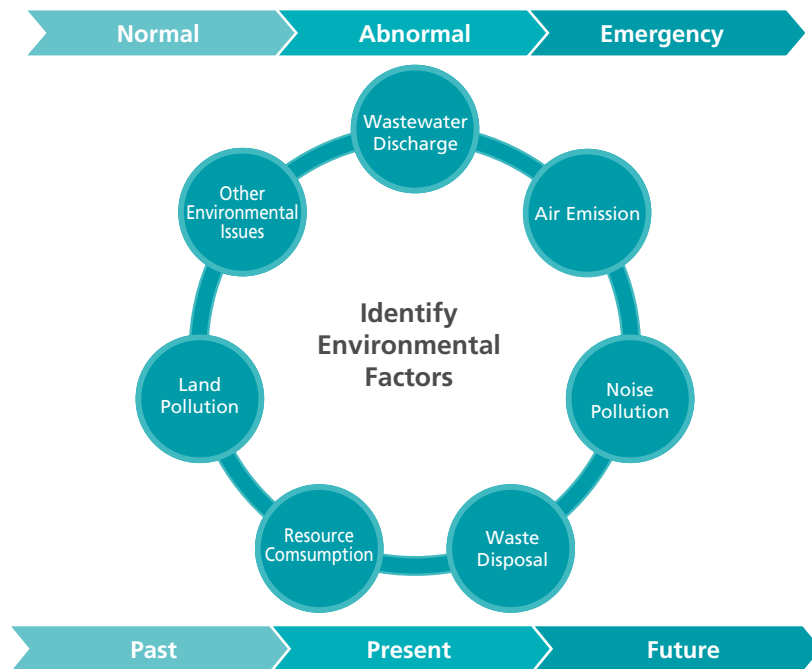 Normal
Abnormal
Emergency
Wastewater
Discharge
Other
Environmental
Issues
Air Emission
Identify
Environmental
Factors
Land
Pollution
Noise
Pollution
Resource
Comsumption
Waste
Disposal
Past
Present
Future